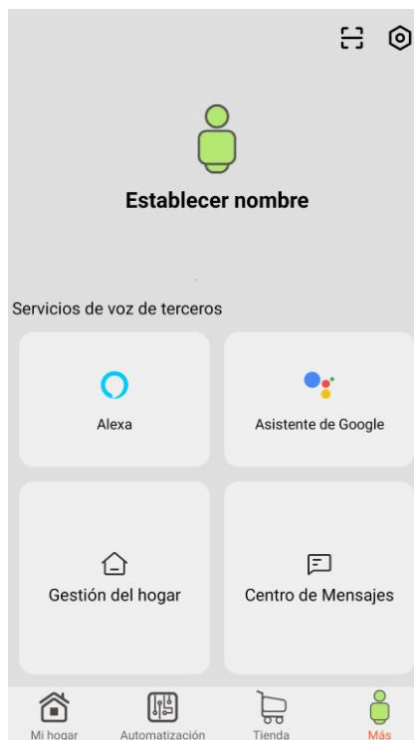 Establecer nombre
Servicios de voz de terceros
Alexa
Asistente de Google
Gestión del hogar
Centro de Mensajes
Mi hogar
Automatización
Tienda
Más